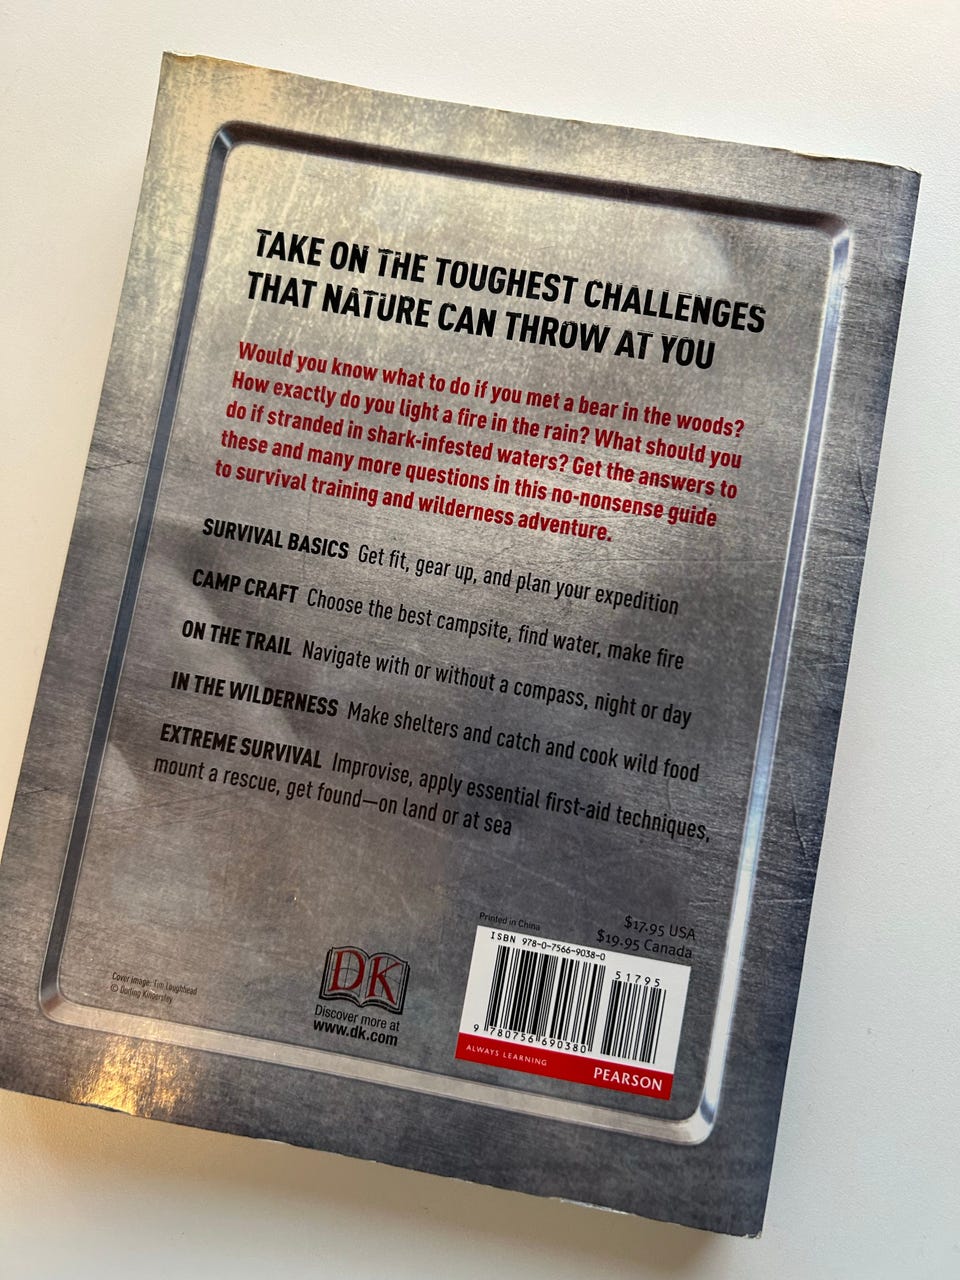 TAKE ON THE TOUGHEST CHALLENGES
THAT NATURE CAN THROW AT YOU
Would you know what to do if you met a bear in the woods?
How exactly do you light a fire in the rain? What should you
do if stranded in shark-infested waters? Get the answers to
these and many more questions in this no-nonsense guide
to survival training and wilderness adventure.
SURVIVAL BASICS Get fit, gear up, and plan your expedition
CAMP CRAFT Choose the best campsite, find water, make fire
ON THE TRAIL Navigate with or without a compass, night or day
IN THE WILDERNESS Make shelters and catch and cook wild food
EXTREME SURVIVAL Improvise, apply essential first-aid techniques,
mount a rescue, get found—on land or at sea
Cover image: Tim Loughhead
© Dorling Kindersley
DK
Discover more at
www.dk.com
Printed in China
$17.95 USA
$19.95 Canada
ISBN 978-0-7566-9038-0
51795
9 780756 690380
ALWAYS LEARNING
PEARSON